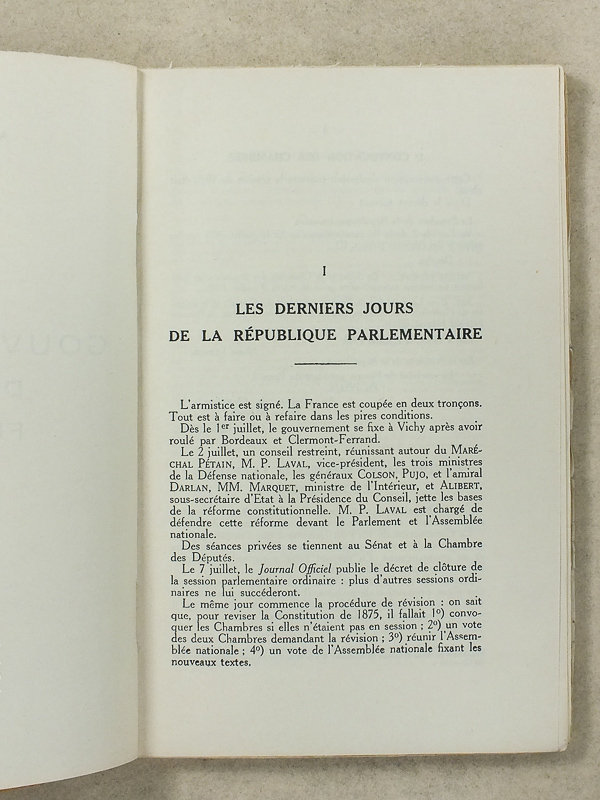 I
LES DERNIERS JOURS
DE LA RÉPUBLIQUE PARLEMENTAIRE
L'armistice est signé. La France est coupée en deux tronçons.
Tout est à faire ou à refaire dans les pires conditions.
Dès le 1er juillet, le gouvernement se fixe à Vichy après avoir
roulé par Bordeaux et Clermont-Ferrand.
Le 2 juillet, un conseil restreint, réunissant autour du MARÉ-
CHAL PÉTAIN, M. P. LAVAL, vice-président, les trois ministres
de la Défense nationale, les généraux COLSON, PUJO, et l'amiral
DARLAN, MM. MARQUET, ministre de l'Intérieur, et ALIBERT,
sous-secrétaire d'Etat à la Présidence du Conseil, jette les bases
de la réforme constitutionnelle. M. P. LAVAL est chargé de
défendre cette réforme devant le Parlement et l'Assemblée
nationale.
Des séances privées se tiennent au Sénat et à la Chambre
des Députés.
Le 7 juillet, le Journal Officiel publie le décret de clôture de
la session parlementaire ordinaire : plus d'autres sessions ordi-
naires ne lui succéderont.
Le même jour commence la procédure de révision : on sait
que, pour reviser la Constitution de 1875, il fallait 1o) convo-
quer les Chambres si elles n'étaient pas en session ; 2o) un vote
des deux Chambres demandant la révision ; 3o) réunir l'Assem-
blée nationale ; 4o) un vote de l'Assemblée nationale fixant les
nouveaux textes.